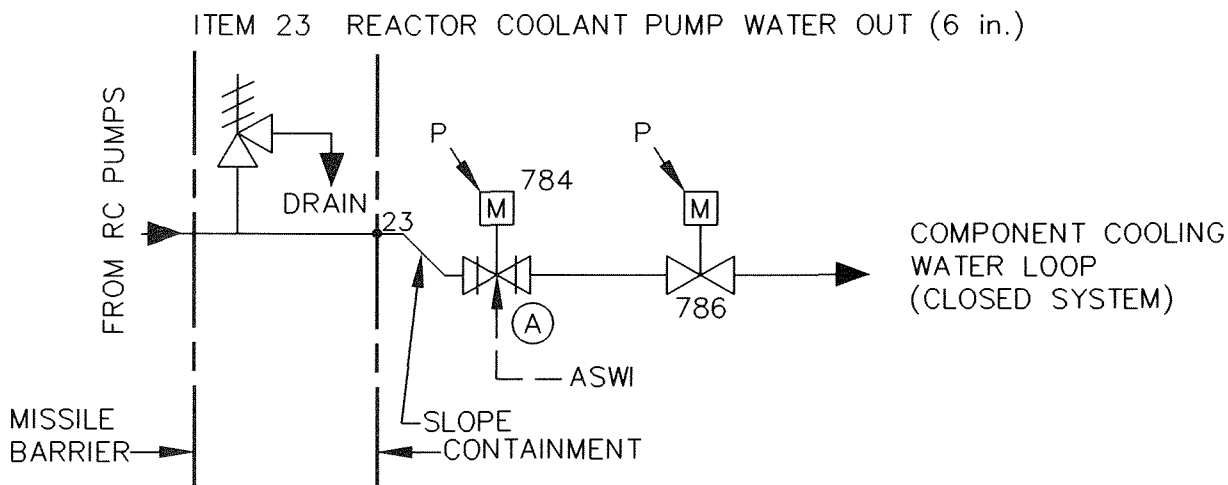 ITEM 23 REACTOR COOLANT PUMP WATER OUT (6 in.)
FROM RC PUMPS
DRAIN
23
P
M
784
A
ASWI
P
M
786
COMPONENT COOLING
WATER LOOP
(CLOSED SYSTEM)
SLOPE
MISSILE
BARRIER
CONTAINMENT